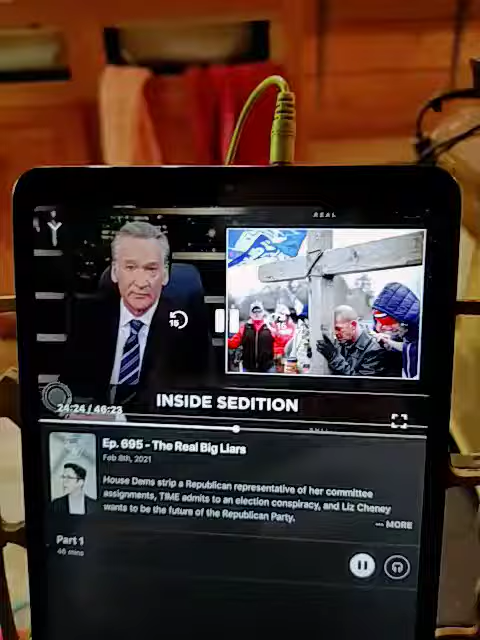 REAL
15
15
INSIDE SEDITION
24:24 / 46:23
Ep. 695 - The Real Big Liars
Feb 8th, 2021
House Dems strip a Republican representative of her committee
assignments, TIME admits to an election conspiracy, and Liz Cheney
wants to be the future of the Republican Party.
... MORE
Part 1
46 mins